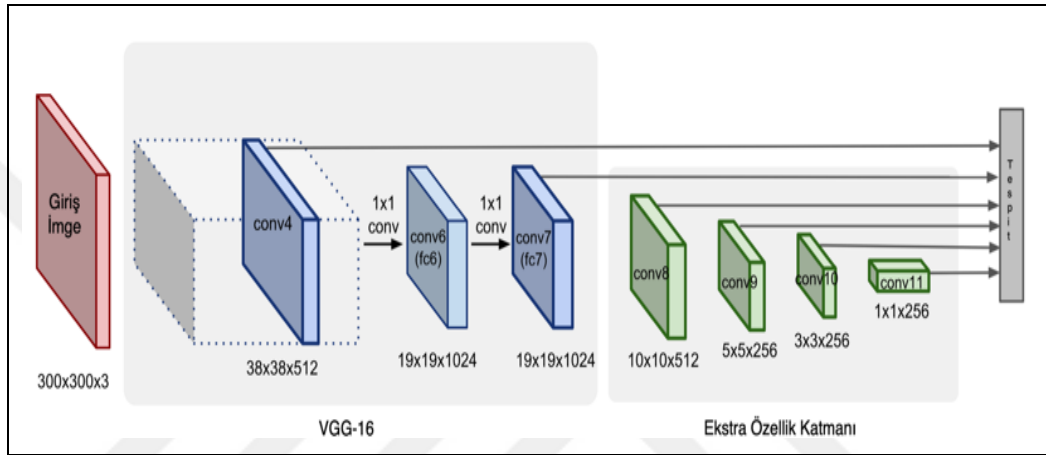 Giriş
İmge
300x300x3
conv4
38x38x512
1x1
conv
conv6
(fc6)
19x19x1024
1x1
conv
conv7
(fc7)
19x19x1024
VGG-16
conv8
10x10x512
conv9
5x5x256
conv10
3x3x256
conv11
1x1x256
Ekstra Özellik Katmanı
Tespit